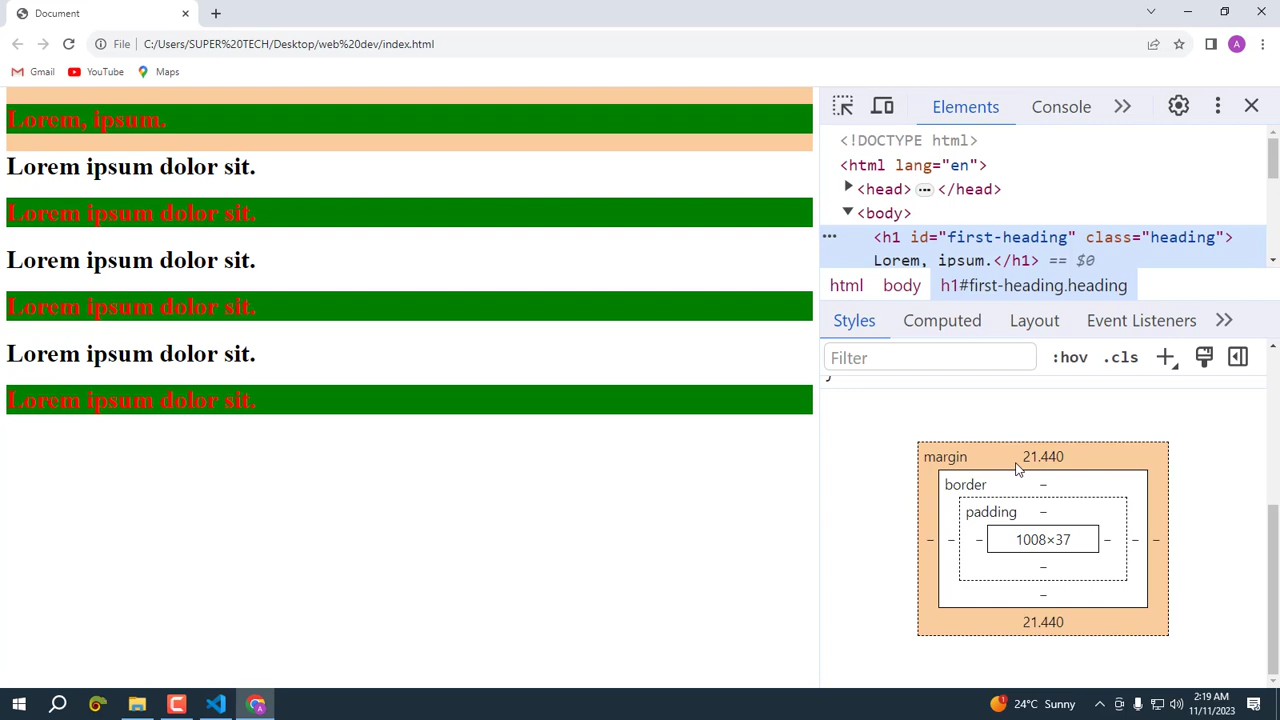 Document
File C:/Users/SUPER%20TECH/Desktop/web%20dev/index.html
A
Gmail YouTube Maps
Lorem, ipsum.
Lorem ipsum dolor sit.
Lorem ipsum dolor sit.
Lorem ipsum dolor sit.
Lorem ipsum dolor sit.
Lorem ipsum dolor sit.
Lorem ipsum dolor sit.
Elements Console
<!DOCTYPE html>
<html lang="en">
<head> ••• </head>
<body>
••• <h1 id="first-heading" class="heading">
Lorem, ipsum.</h1> == $0
html body h1#first-heading.heading
Styles Computed Layout Event Listeners
Filter :hov .cls
}
margin 21.440
border –
padding –
– – – 1008×37 – – –
–
–
21.440
24°C Sunny
2:19 AM
11/11/2023